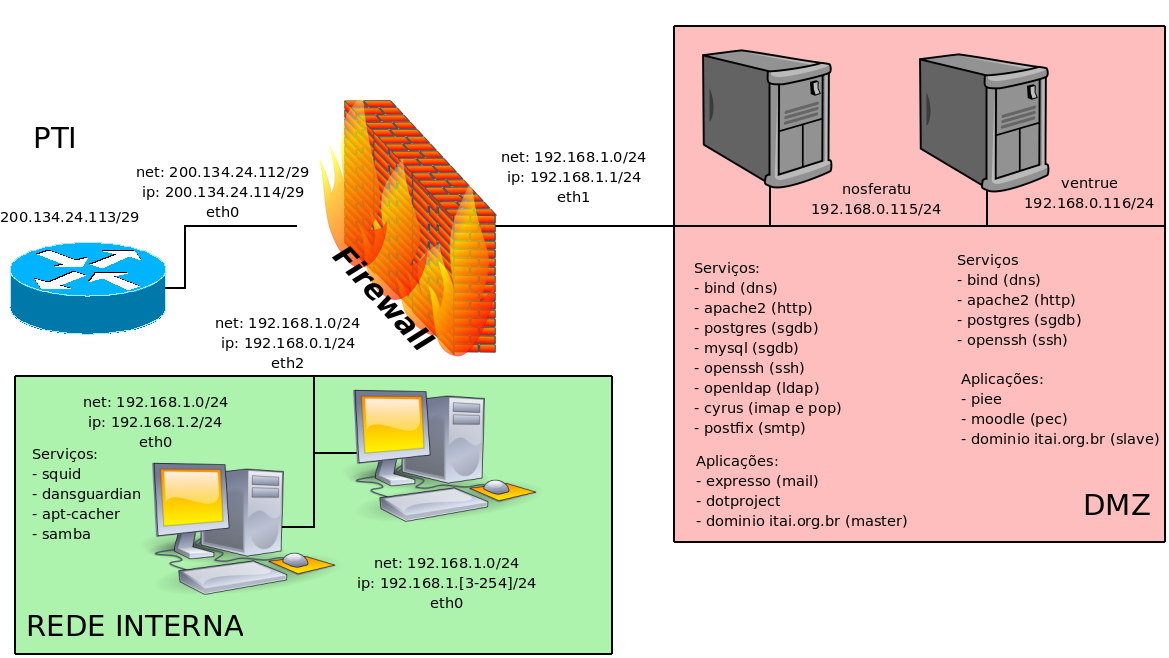 PTI
net: 200.134.24.112/29
ip: 200.134.24.114/29
eth0
200.134.24.113/29
Firewall
net: 192.168.1.0/24
ip: 192.168.1.1/24
eth1
net: 192.168.1.0/24
ip: 192.168.0.1/24
eth2
nosferatu
192.168.0.115/24
ventrue
192.168.0.116/24
Serviços:
- bind (dns)
- apache2 (http)
- postgres (sgdb)
- mysql (sgdb)
- openssh (ssh)
- openldap (ldap)
- cyrus (imap e pop)
- postfix (smtp)
Aplicações:
- expresso (mail)
- dotproject
- dominio itai.org.br (master)
Serviços
- bind (dns)
- apache2 (http)
- postgres (sgdb)
- openssh (ssh)
Aplicações:
- piee
- moodle (pec)
- dominio itai.org.br (slave)
DMZ
net: 192.168.1.0/24
ip: 192.168.1.2/24
eth0
Serviços:
- squid
- dansguardian
- apt-cacher
- samba
net: 192.168.1.0/24
ip: 192.168.1.[3-254]/24
eth0
REDE INTERNA